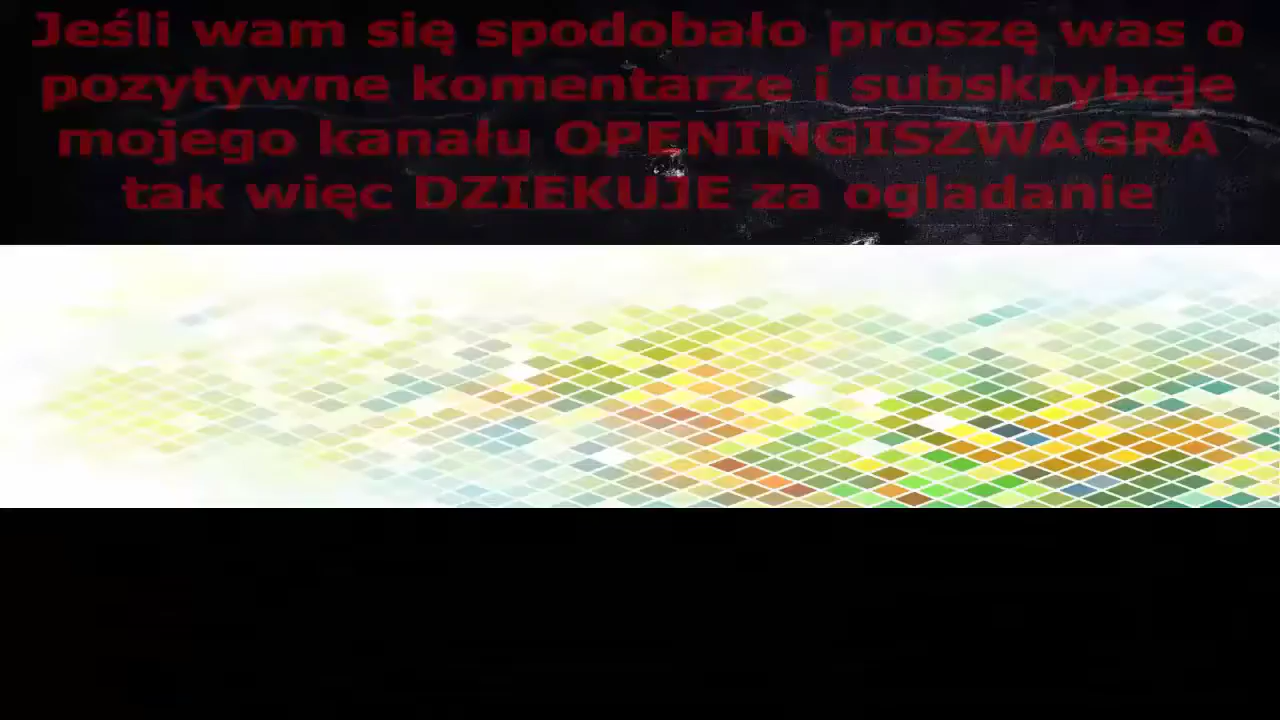 Jeśli wam się spodobało proszę was o
pozytywne komentarze i subskrybcje
mojego kanału OPENINGISZWAGRA
tak więc DZIEKUJE za ogladanie